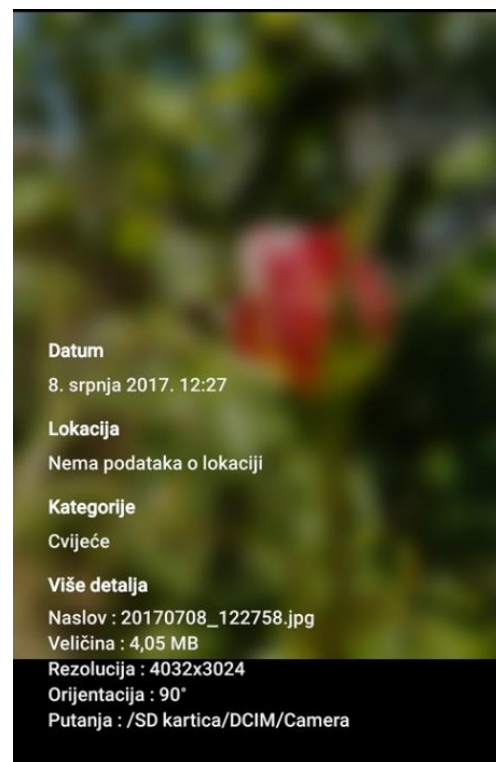 Datum
8. srpnja 2017. 12:27
Lokacija
Nema podataka o lokaciji
Kategorije
Cvijeće
Više detalja
Naslov : 20170708_122758.jpg
Veličina : 4,05 MB
Rezolucija : 4032x3024
Orijentacija : 90°
Putanja : /SD kartica/DCIM/Camera